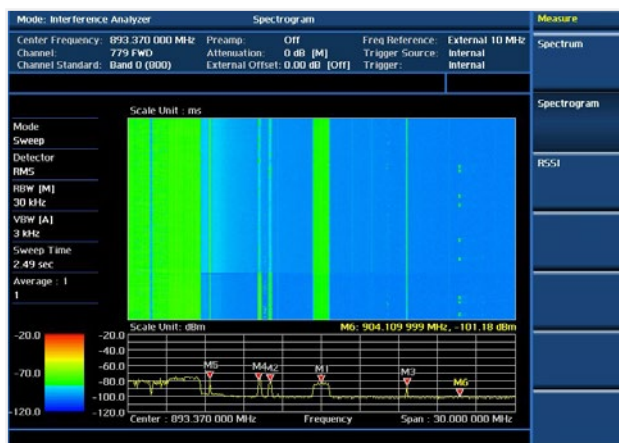 Mode: Interference Analyzer Spectrogram Measure
Center Frequency: 893.370 000 MHz Preamp: Off Freq Reference: External 10 MHz
Channel: 779 FWD Attenuation: 0 dB [M] Trigger Source: Internal
Channel Standard: Band 0 (800) External Offset: 0.00 dB [Off] Trigger: Internal
Spectrum
Spectrogram
RSSI
Scale Unit : ms
Mode
Sweep
Detector
RMS
RBW [M]
30 kHz
VBW [A]
3 kHz
Sweep Time
2.49 sec
Average : 1
1
Scale Unit: dBm M6: 904.109 999 MHz, -101.18 dBm
-20.0 -20.0
-40.0
-60.0
-70.0
-80.0
-100.0
-120.0 -120.0
M5 M4 M2 M1 M3 M6
Center : 893.370 000 MHz Frequency Span : 30.000 000 MHz